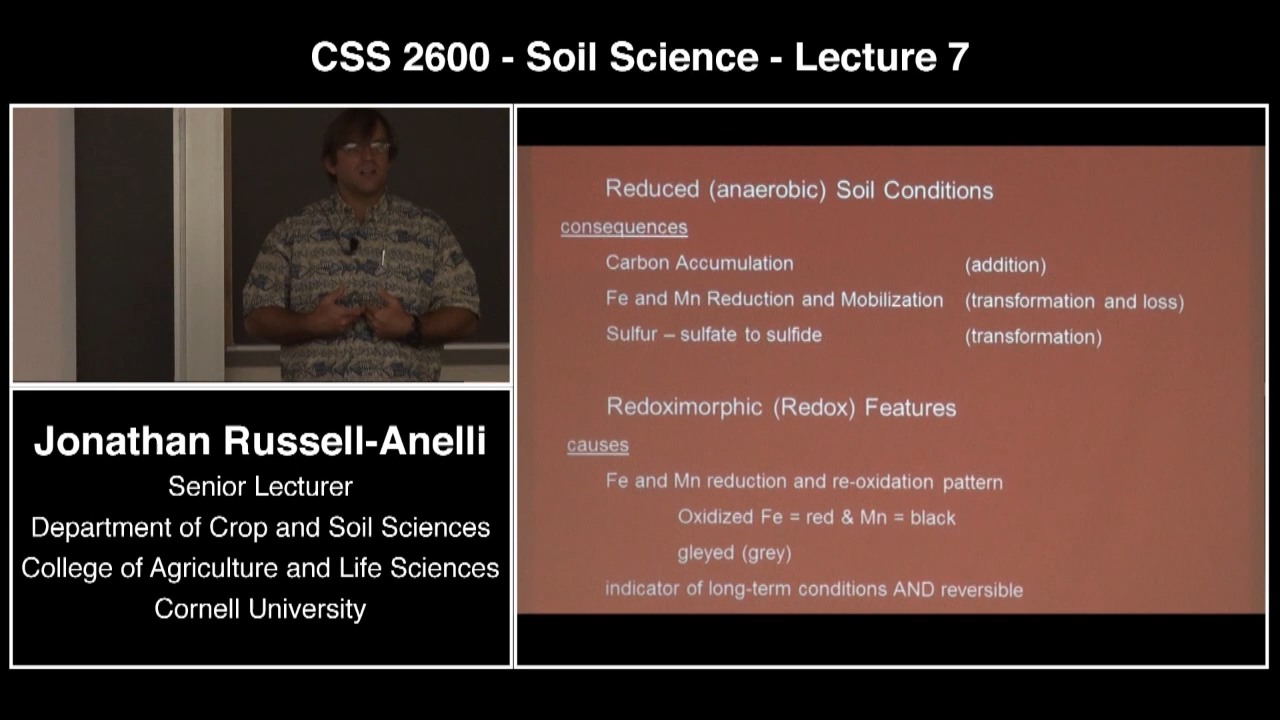 CSS 2600 - Soil Science - Lecture 7
Jonathan Russell-Anelli
Senior Lecturer
Department of Crop and Soil Sciences
College of Agriculture and Life Sciences
Cornell University
Reduced (anaerobic) Soil Conditions
consequences
Carbon Accumulation (addition)
Fe and Mn Reduction and Mobilization (transformation and loss)
Sulfur – sulfate to sulfide (transformation)
Redoximorphic (Redox) Features
causes
Fe and Mn reduction and re-oxidation pattern
Oxidized Fe = red & Mn = black
gleyed (grey)
indicator of long-term conditions AND reversible